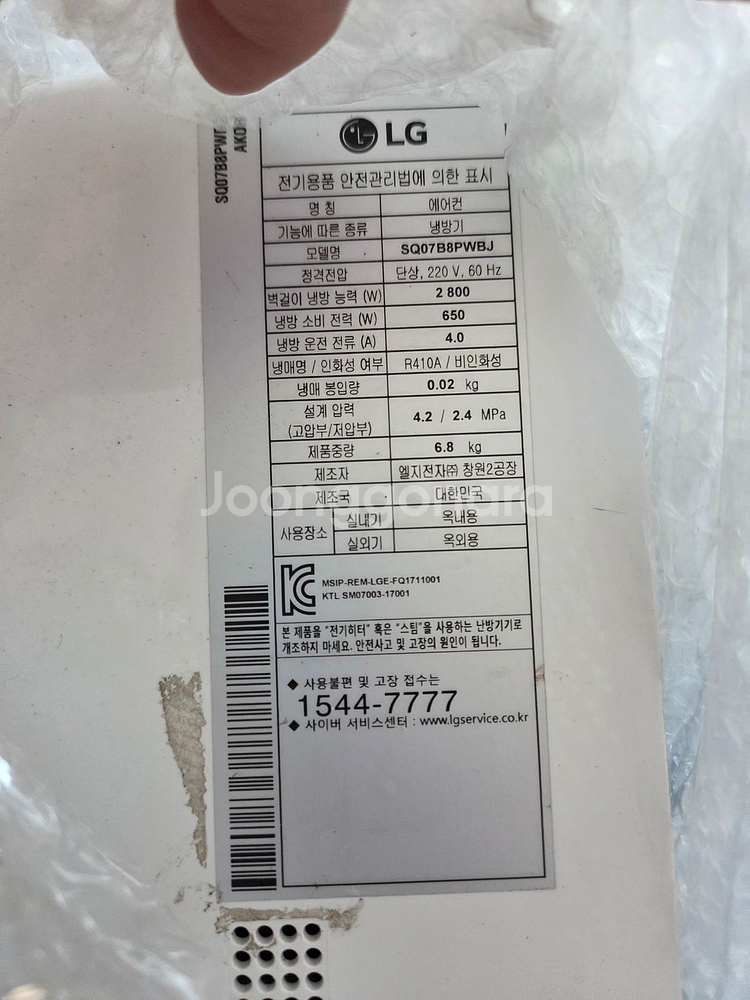 SQ07B8PW
AKOR
LG
전기용품 안전관리법에 의한 표시
명 칭 에어컨
기능에 따른 종류 냉방기
모델명 SQ07B8PWBJ
정격전압 단상, 220 V, 60 Hz
벽걸이 냉방 능력 (W) 2 800
냉방 소비 전력 (W) 650
냉방 운전 전류 (A) 4.0
냉매명 / 인화성 여부 R410A / 비인화성
냉매 봉입량 0.02 kg
설계 압력
(고압부/저압부) 4.2 / 2.4 MPa
제품중량 6.8 kg
제조자 엘지전자㈜ 창원2공장
제조국 대한민국
사용장소 실내기 옥내용
실외기 옥외용
Joonggonara
MSIP-REM-LGE-FQ1711001
KTL SM07003-17001
본 제품을 "전기히터" 혹은 "스팀"을 사용하는 난방기기로
개조하지 마세요. 안전사고 및 고장의 원인이 됩니다.
◆ 사용불편 및 고장 접수는
1544-7777
◆ 사이버 서비스센터 : www.lgservice.co.kr